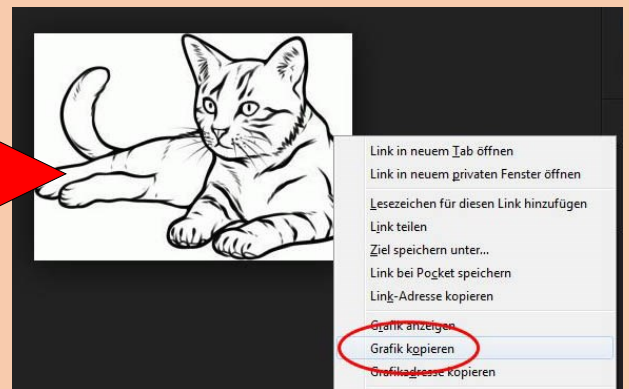 Link in neuem Tab öffnen
Link in neuem privaten Fenster öffnen
Lesezeichen für diesen Link hinzufügen
Link teilen
Ziel speichern unter...
Link bei Pocket speichern
Link-Adresse kopieren
Grafik anzeigen
Grafik kopieren
Grafikadresse kopieren